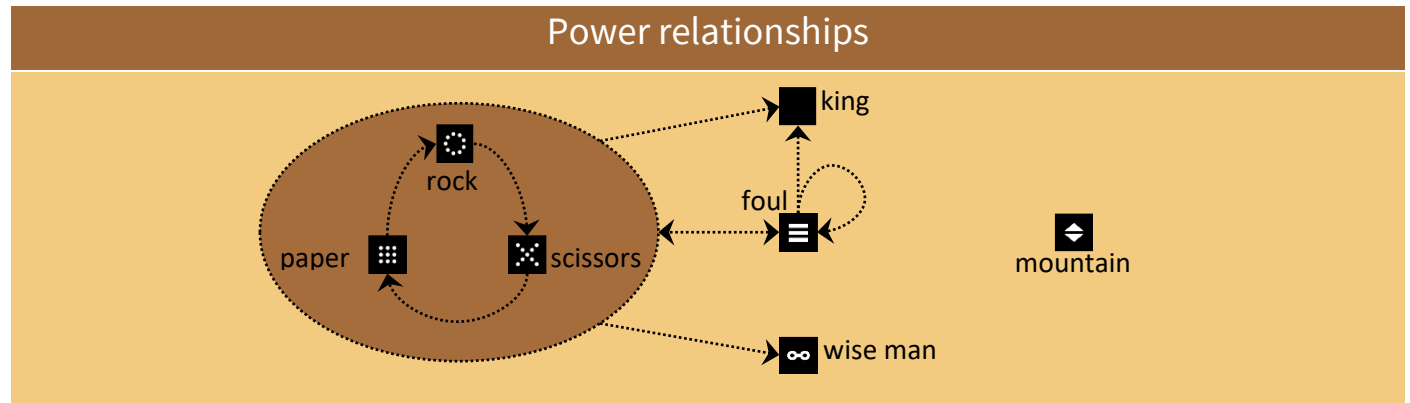 Power relationships
king
rock
foul
paper
scissors
mountain
wise man